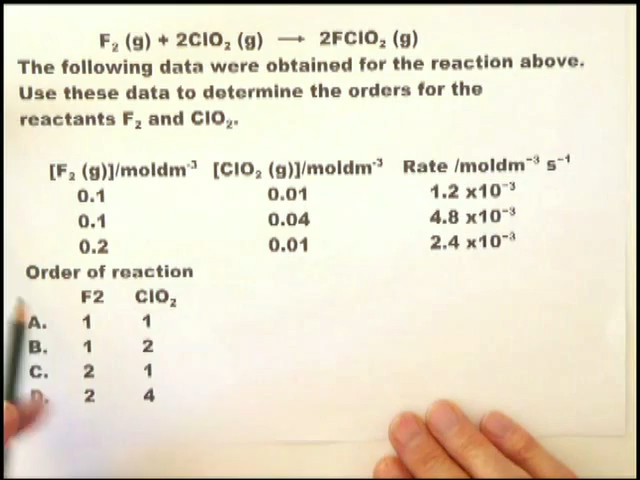 F₂ (g) + 2ClO₂ (g) → 2FClO₂ (g)
The following data were obtained for the reaction above.
Use these data to determine the orders for the
reactants F₂ and ClO₂.
[F₂ (g)]/moldm⁻³ [ClO₂ (g)]/moldm⁻³ Rate /moldm⁻³ s⁻¹
0.1 0.01 1.2 x10⁻³
0.1 0.04 4.8 x10⁻³
0.2 0.01 2.4 x10⁻³
Order of reaction
F2 ClO₂
A. 1 1
B. 1 2
C. 2 1
D. 2 4